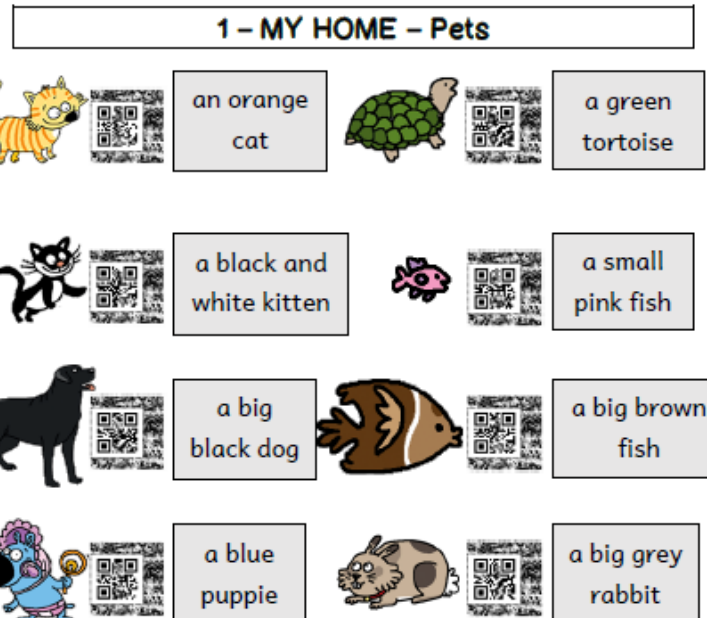 1 – MY HOME – Pets
an orange
cat
a green
tortoise
a black and
white kitten
a small
pink fish
a big
black dog
a big brown
fish
a blue
puppie
a big grey
rabbit